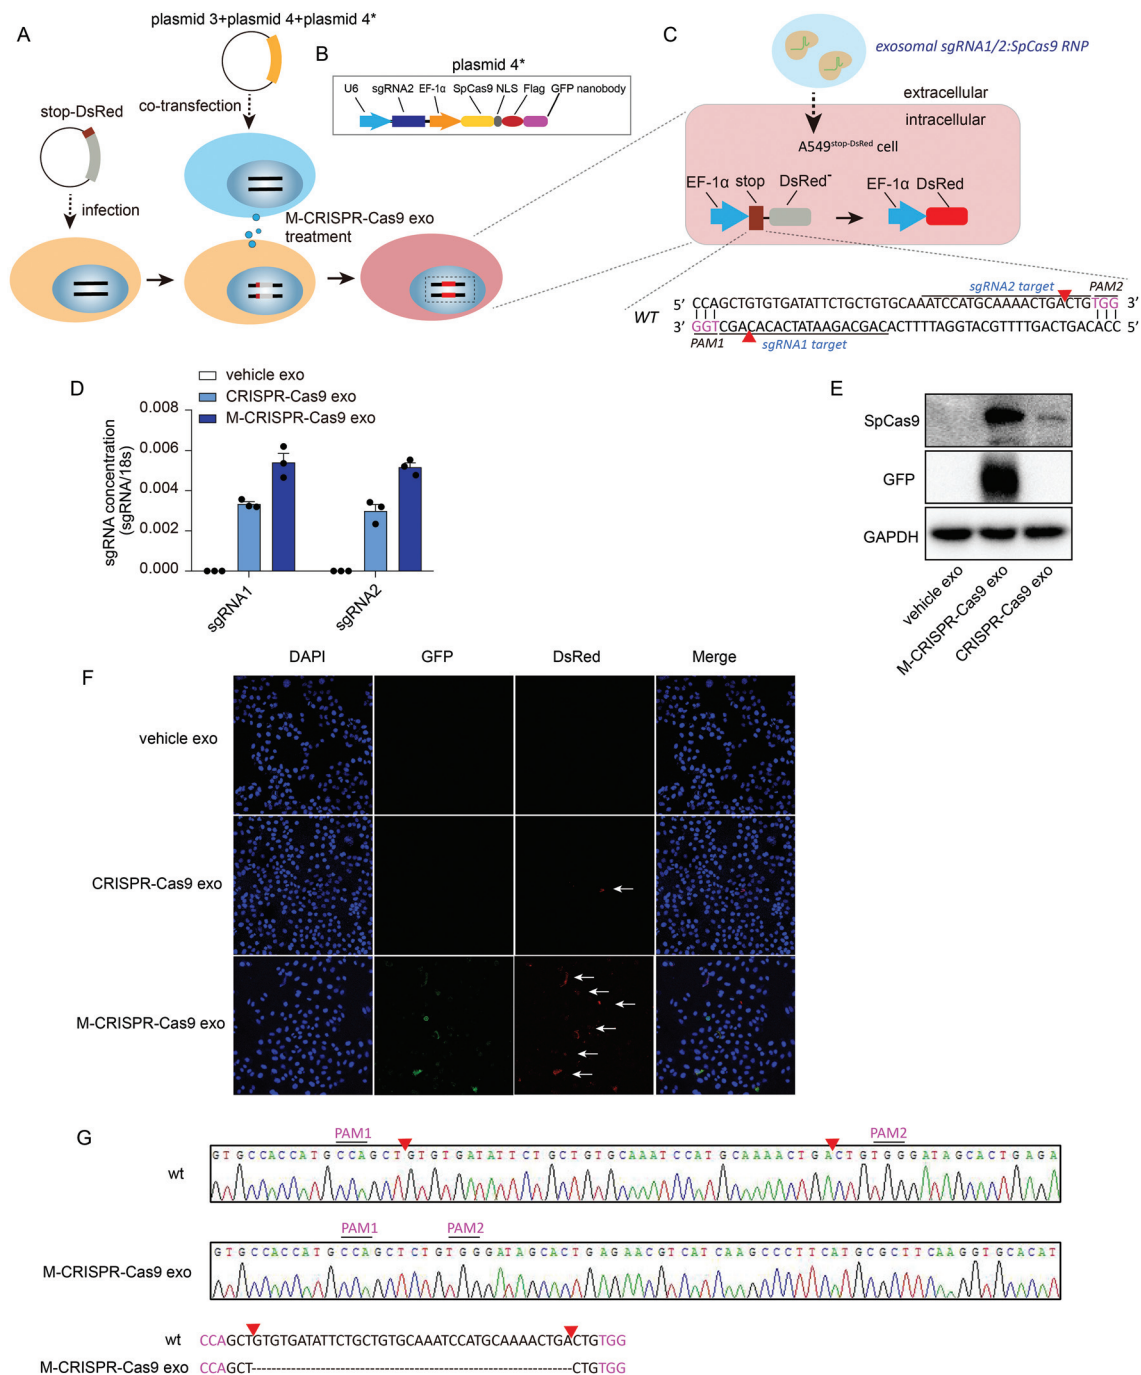 A
plasmid 3+plasmid 4+plasmid 4*
stop-DsRed
co-transfection
infection
M-CRISPR-Cas9 exo
treatment
B
plasmid 4*
U6 sgRNA2 EF-1α SpCas9 NLS Flag GFP nanobody
C
exosomal sgRNA1/2:SpCas9 RNP
extracellular
intracellular
A549stop-DsRed cell
EF-1α stop DsRed- EF-1α DsRed
sgRNA2 target PAM2
WT
5' CCAGCTGTGTGATATTCTGCTGTGCAAATCCATGCAAAACTGACTGTGG 3'
3' GGTCGACACACTATAAGACGACACTTTTAGGTACGTTTTGACTGACACC 5'
PAM1 sgRNA1 target
D
vehicle exo
CRISPR-Cas9 exo
M-CRISPR-Cas9 exo
sgRNA concentration
(sgRNA/18s)
0.008
0.006
0.004
0.002
0.000
sgRNA1
sgRNA2
E
SpCas9
GFP
GAPDH
vehicle exo
M-CRISPR-Cas9 exo
CRISPR-Cas9 exo
F
DAPI GFP DsRed Merge
vehicle exo
CRISPR-Cas9 exo
M-CRISPR-Cas9 exo
G
PAM1 PAM2
wt
GTGCCACCATGCCAGCTGTGTGATATTCTGCTGTGCAAATCCATGCAAAACTGACTGTGGGATAGCACTGAGA
PAM1 PAM2
M-CRISPR-Cas9 exo
GTGCCACCATGCCAGCTCTGTGGGATAGCACTGAGAACGTCATCAAGCCCTTCATGCGCTTCAAGGTGCACAT
wt CCAGCTGTGTGATATTCTGCTGTGCAAATCCATGCAAAACTGACTGTGG
M-CRISPR-Cas9 exo CCAGCT-------------------------------------CTGTGG